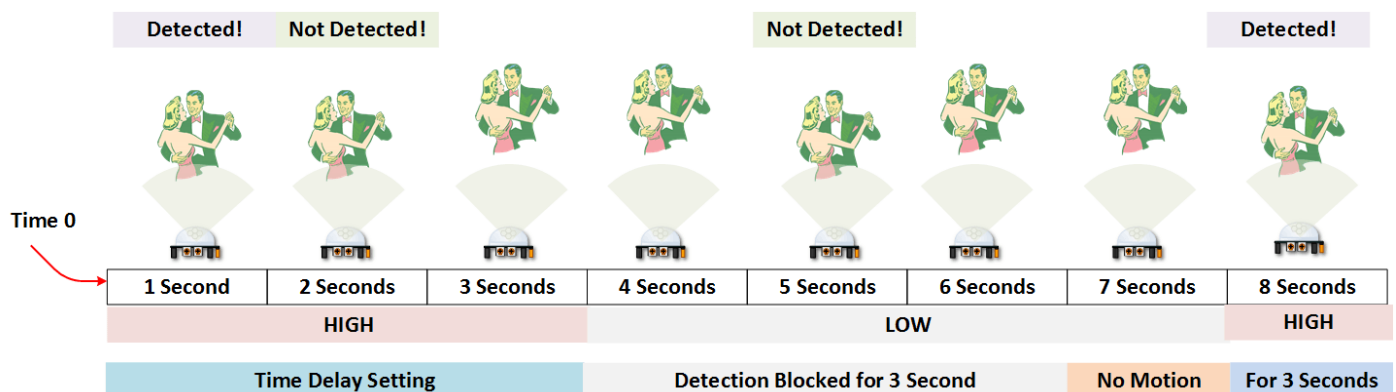 Detected!
Not Detected!
Not Detected!
Detected!
Time 0
1 Second
2 Seconds
3 Seconds
4 Seconds
5 Seconds
6 Seconds
7 Seconds
8 Seconds
HIGH
LOW
HIGH
Time Delay Setting
Detection Blocked for 3 Second
No Motion
For 3 Seconds